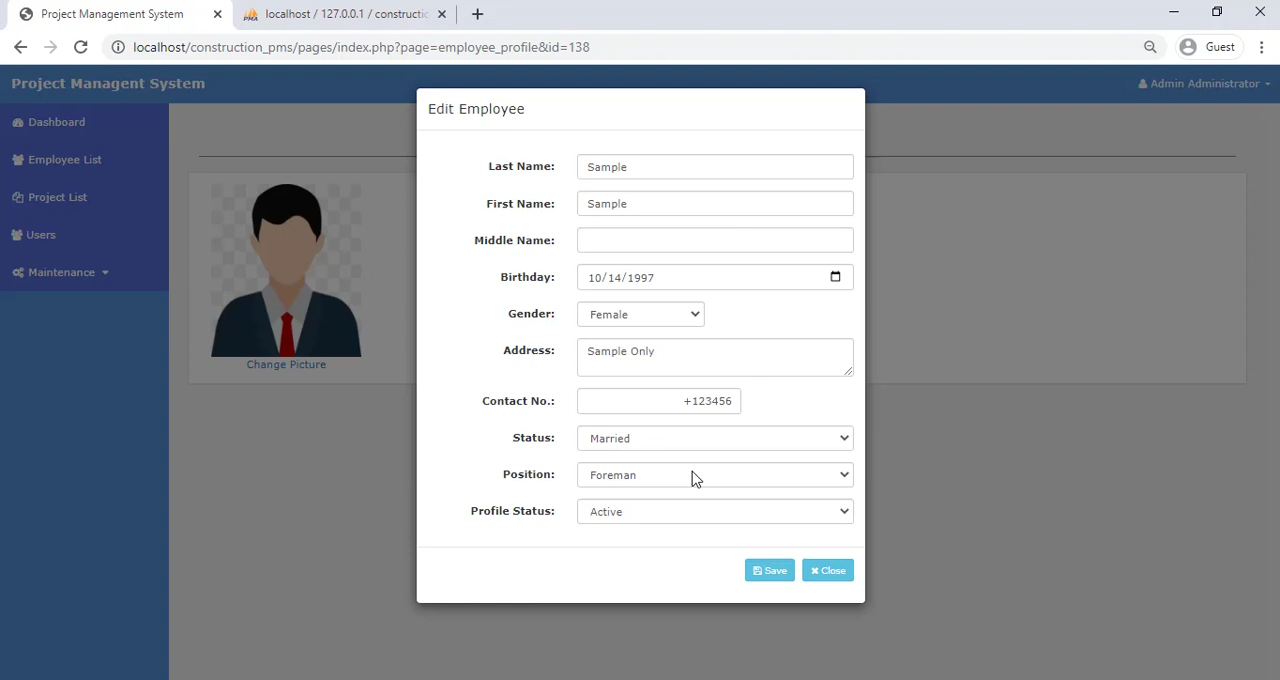 Project Management System
localhost / 127.0.0.1 / constructi
localhost/construction_pms/pages/index.php?page=employee_profile&id=138
Guest
Project Managent System
Admin Administrator
Dashboard
Employee List
Project List
Users
Maintenance
Change Picture
Edit Employee
Last Name: Sample
First Name: Sample
Middle Name:
Birthday: 10/14/1997
Gender: Female
Address: Sample Only
Contact No.: +123456
Status: Married
Position: Foreman
Profile Status: Active
Save Close